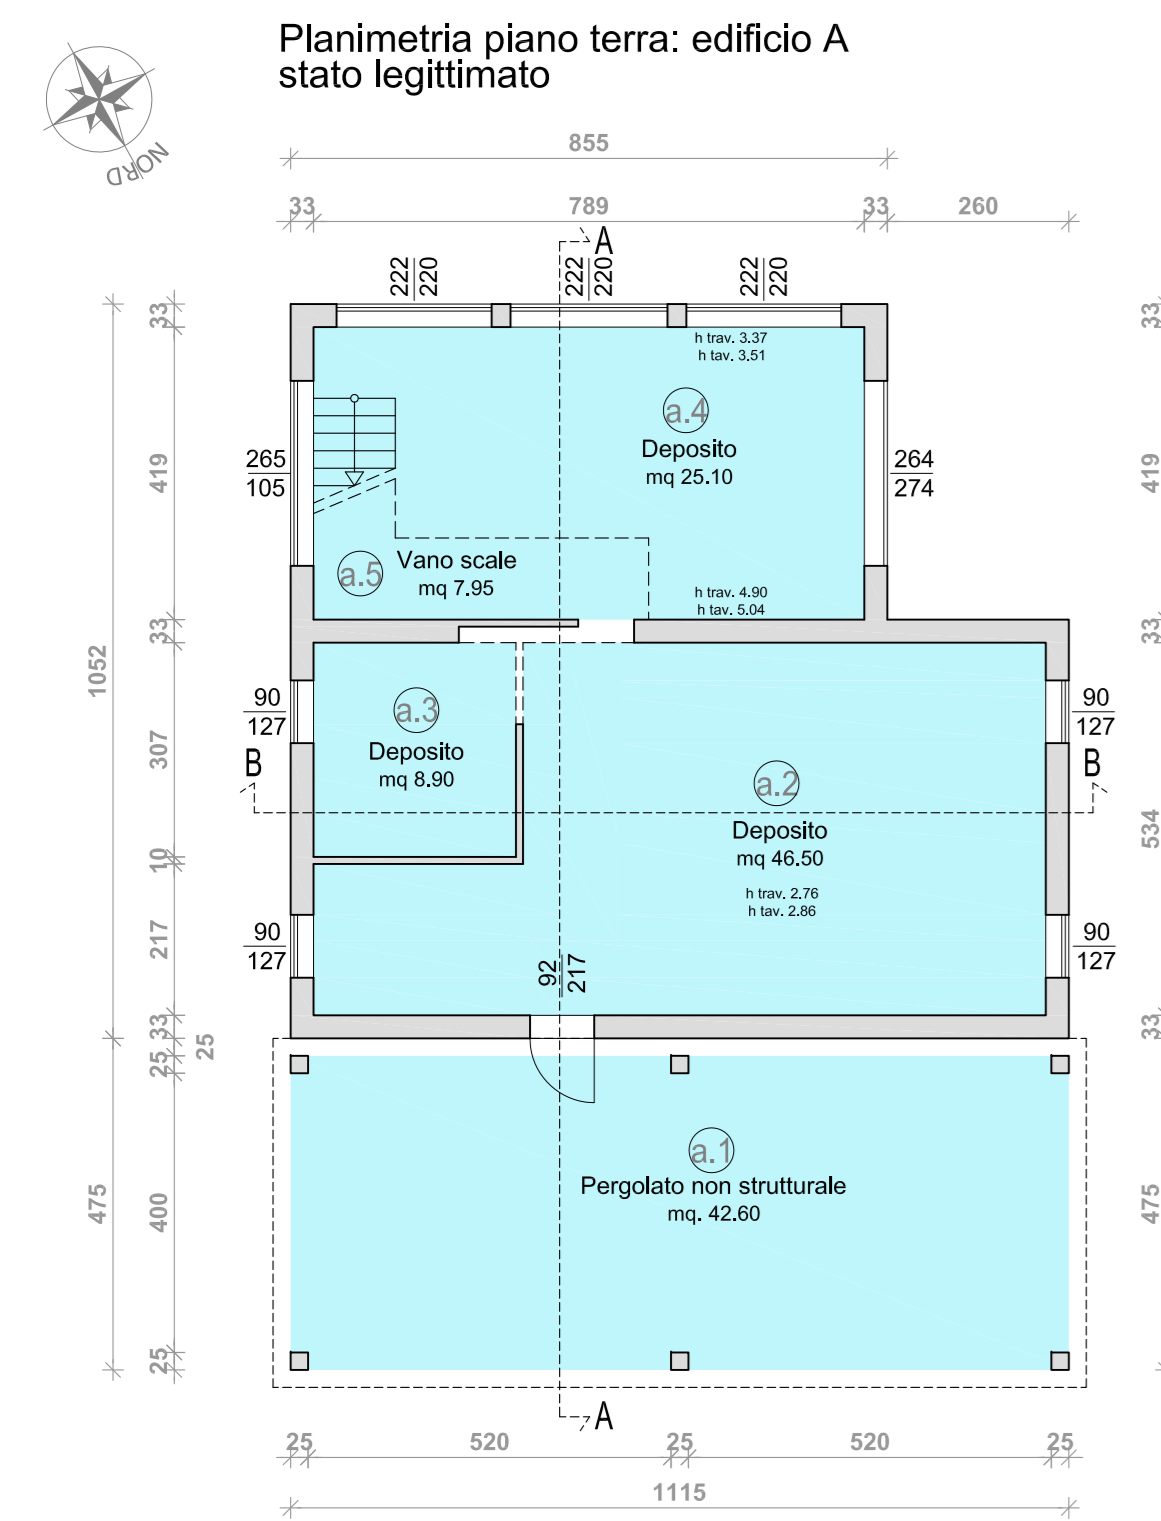 Planimetria piano terra: edificio A
stato legittimato
NORD
855
33 789 33 260
A
222 220 222 220 222 220
33
33
h trav. 3.37
h tav. 3.51
a.4
Deposito
mq 25.10
419
265
105
264
274
419
a.5
Vano scale
mq 7.95
h trav. 4.90
h tav. 5.04
33
33
1052
90
127
a.3
Deposito
mq 8.90
90
127
307
B
B
a.2
Deposito
mq 46.50
534
10
h trav. 2.76
h tav. 2.86
217
90
127
92 217
90
127
33
33
25
25
a.1
Pergolato non strutturale
mq. 42.60
475
400
475
25
A
25 520 25 520 25
1115